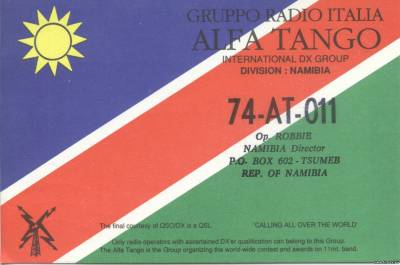 GRUPPO RADIO ITALIA
ALFA TANGO
INTERNATIONAL DX GROUP
DIVISION : NAMIBIA
74-AT-011
Op. ROBBIE
NAMIBIA Director
P.O. BOX 602 - TSUMEB
REP. OF NAMIBIA
The final courtesy of QSO/DX is a QSL "CALLING ALL OVER THE WORLD"
Only radio operators with ascertained DX'er qualification can belong to this Group.
The Alfa Tango is the Group organizing the world-wide contest and awards on 11mt. band.